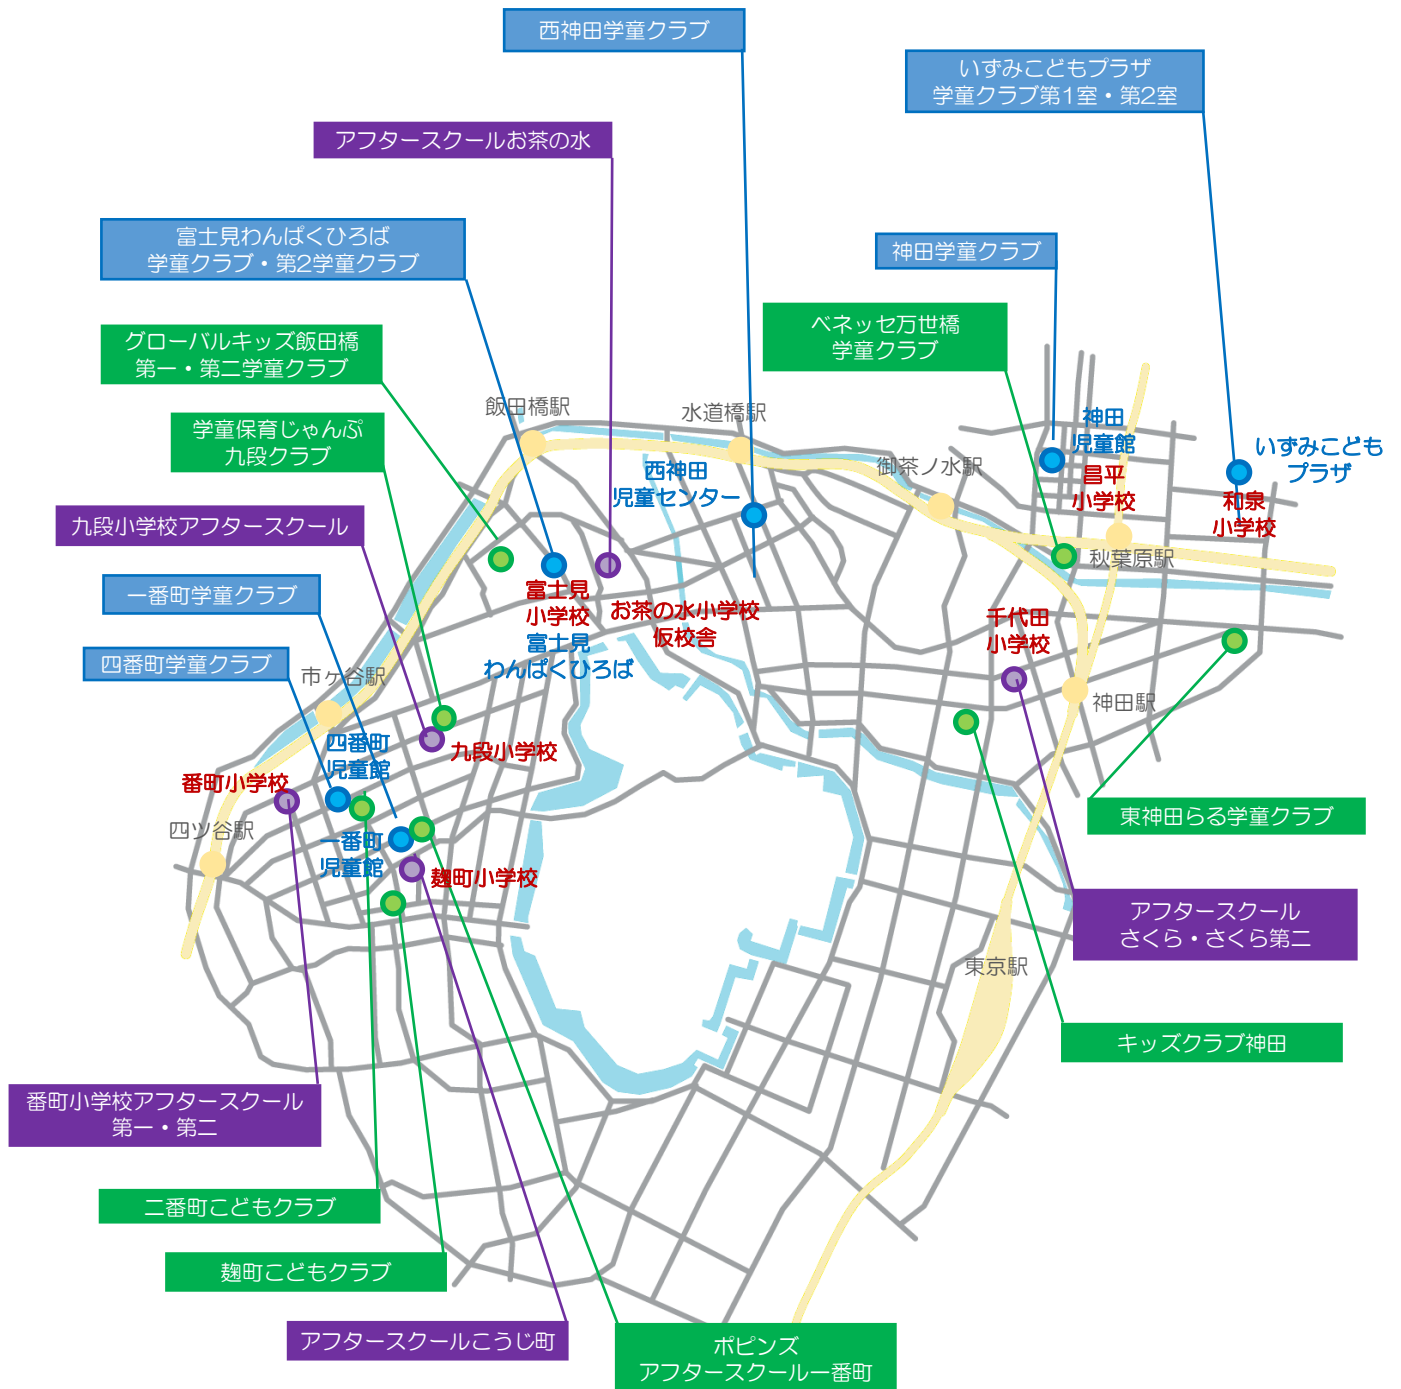 西神田学童クラブ
いずみこどもプラザ
学童クラブ第1室・第2室
アフタースクールお茶の水
富士見わんぱくひろば
学童クラブ・第2学童クラブ
神田学童クラブ
グローバルキッズ飯田橋
第一・第二学童クラブ
ベネッセ万世橋
学童クラブ
学童保育じゃんぷ
九段クラブ
飯田橋駅
水道橋駅
御茶ノ水駅
神田
児童館
昌平
小学校
いずみこども
プラザ
和泉
小学校
西神田
児童センター
九段小学校アフタースクール
秋葉原駅
一番町学童クラブ
富士見
小学校
富士見
わんぱくひろば
お茶の水小学校
仮校舎
千代田
小学校
四番町学童クラブ
市ヶ谷駅
神田駅
四番町
児童館
九段小学校
番町小学校
四ツ谷駅
一番町
児童館
麹町小学校
東神田らる学童クラブ
アフタースクール
さくら・さくら第二
東京駅
キッズクラブ神田
番町小学校アフタースクール
第一・第二
二番町こどもクラブ
麹町こどもクラブ
アフタースクールこうじ町
ポピンズ
アフタースクール一番町